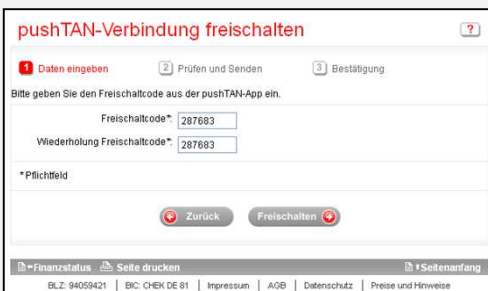 pushTAN-Verbindung freischalten
?
1 Daten eingeben 2 Prüfen und Senden 3 Bestätigung
Bitte geben Sie den Freischaltcode aus der pushTAN-App ein.
Freischaltcode*: 287683
Wiederholung Freischaltcode*: 287683
* Pflichtfeld
Zurück Freischalten
Finanzstatus Seite drucken Seitenanfang
BLZ: 94059421 | BIC: CHEK DE 81 | Impressum | AGB | Datenschutz | Preise und Hinweise